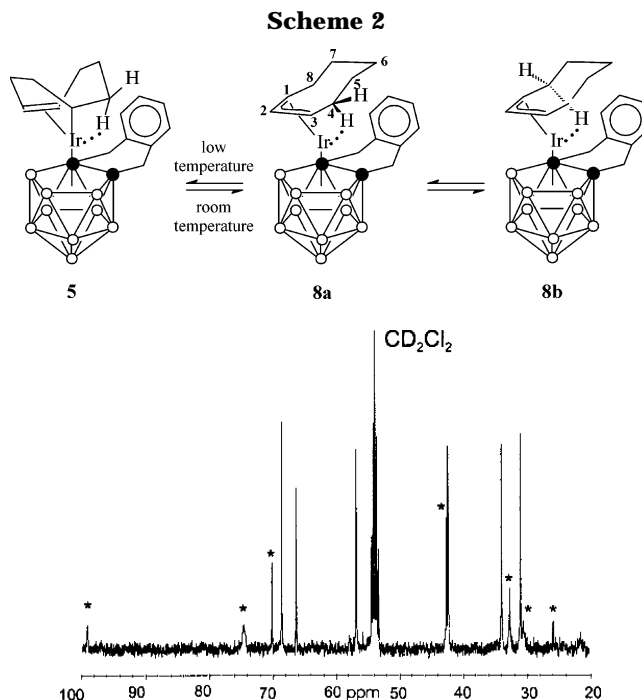 Scheme 2
H
H
Ir
5
1
2
3
4
5
6
7
8
H
H
Ir
8a
low
temperature
room
temperature
H
H
Ir
8b
CD2Cl2
*
*
*
*
*
*
*
100 90 80 70 60 ppm 40 30 20